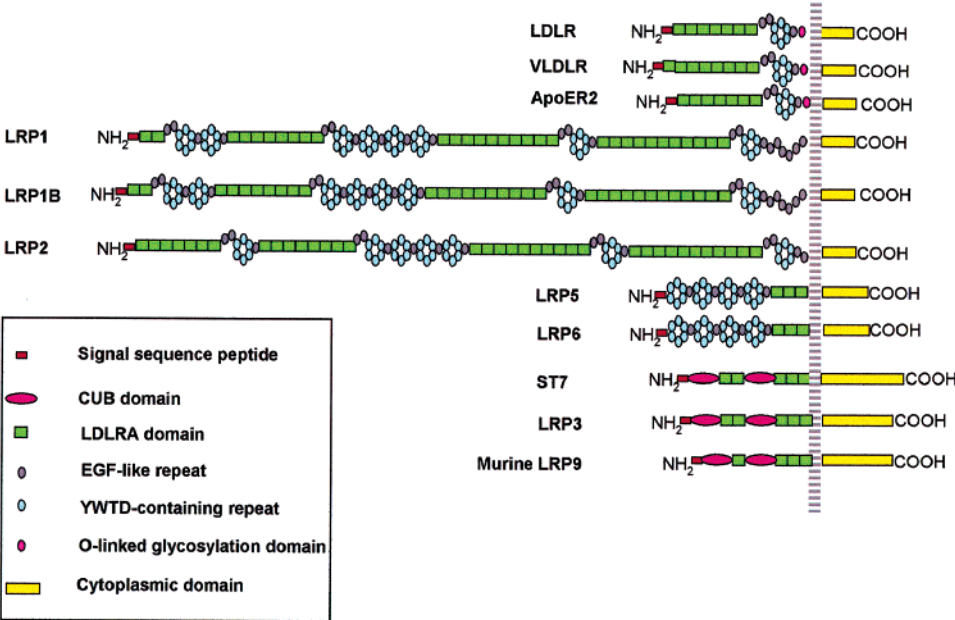 LDLR NH2 COOH
VLDLR NH2 COOH
ApoER2 NH2 COOH
LRP1 NH2 COOH
LRP1B NH2 COOH
LRP2 NH2 COOH
LRP5 NH2 COOH
LRP6 NH2 COOH
ST7 NH2 COOH
LRP3 NH2 COOH
Murine LRP9 NH2 COOH
Signal sequence peptide
CUB domain
LDLRA domain
EGF-like repeat
YWTD-containing repeat
O-linked glycosylation domain
Cytoplasmic domain